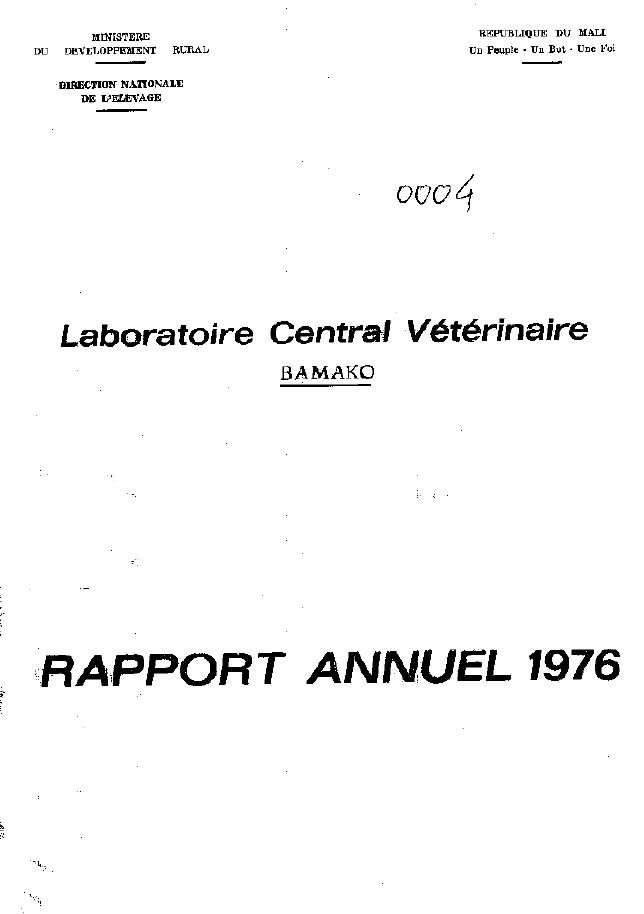 MINISTERE
DU DEVELOPPEMENT RURAL
DIRECTION NATIONALE
DE L'ELEVAGE
REPUBLIQUE DU MALI
Un Peuple - Un But - Une Foi
0004
Laboratoire Central Vétérinaire
BAMAKO
RAPPORT ANNUEL 1976